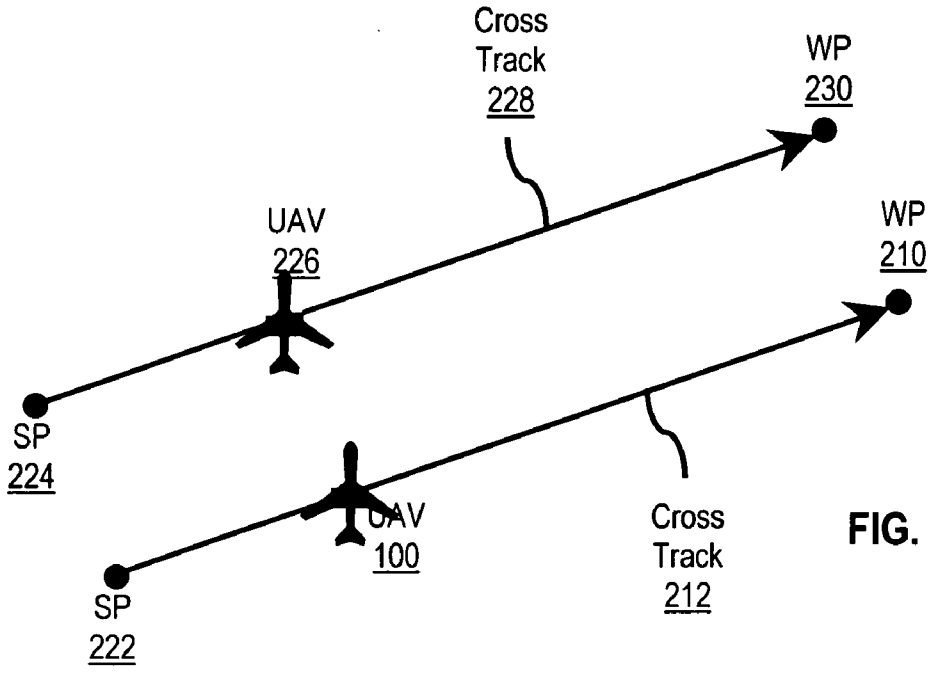 Cross
Track
228
WP
230
UAV
226
WP
210
SP
224
UAV
100
Cross
Track
212
FIG.
SP
222